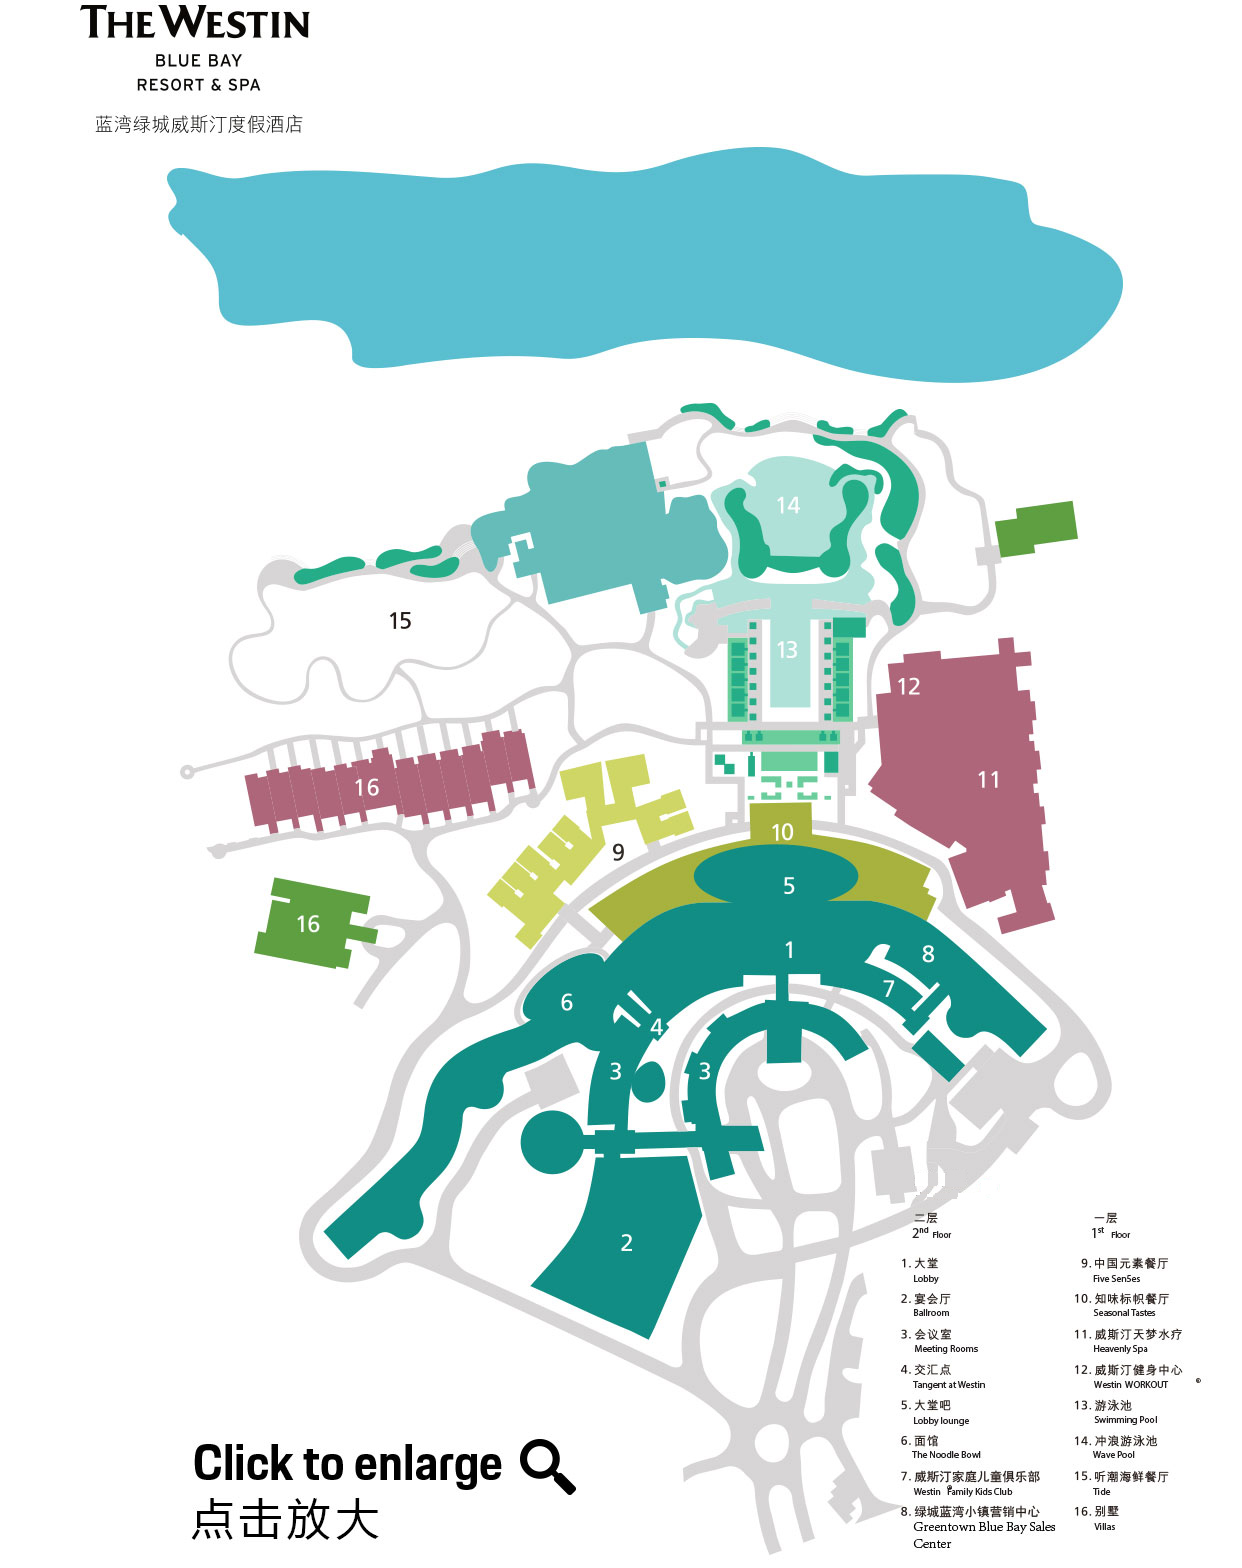 THE WESTIN
BLUE BAY
RESORT & SPA
蓝湾绿城威斯汀度假酒店
14
15
13
12
16
11
10
9
5
16
1
8
7
6
4
3
3
2
二层
2nd Floor
1. 大堂
Lobby
2. 宴会厅
Ballroom
3. 会议室
Meeting Rooms
4. 交汇点
Tangent at Westin
5. 大堂吧
Lobby lounge
6. 面馆
The Noodle Bowl
7. 威斯汀家庭儿童俱乐部
Westin ® Family Kids Club
8. 绿城蓝湾小镇营销中心
Greentown Blue Bay Sales
Center
一层
1st Floor
9. 中国元素餐厅
Five Sen5es
10. 知味标帜餐厅
Seasonal Tastes
11. 威斯汀天梦水疗
Heavenly Spa
12. 威斯汀健身中心
Westin WORKOUT ®
13. 游泳池
Swimming Pool
14. 冲浪游泳池
Wave Pool
15. 听潮海鲜餐厅
Tide
16. 别墅
Villas
Click to enlarge
点击放大